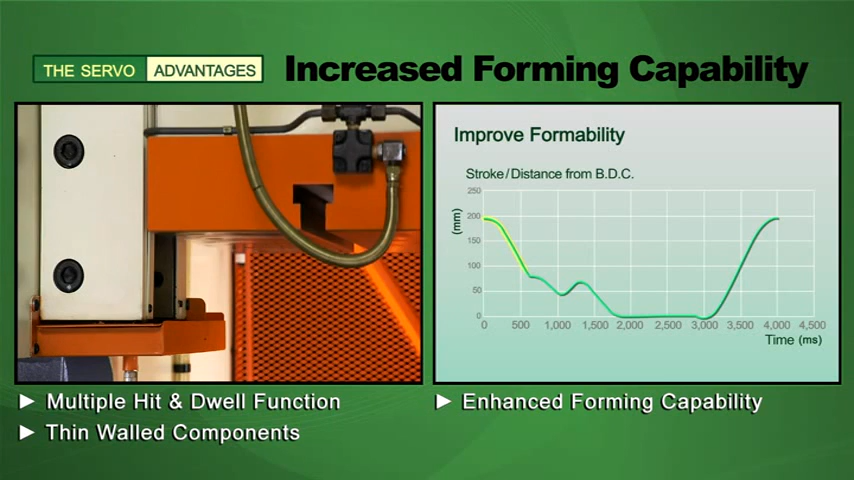 THE SERVO ADVANTAGES
Increased Forming Capability
Improve Formability
Stroke/Distance from B.D.C.
(mm)
250
200
150
100
50
0
0 500 1,000 1,500 2,000 2,500 3,000 3,500 4,000 4,500
Time (ms)
► Multiple Hit & Dwell Function
► Thin Walled Components
► Enhanced Forming Capability